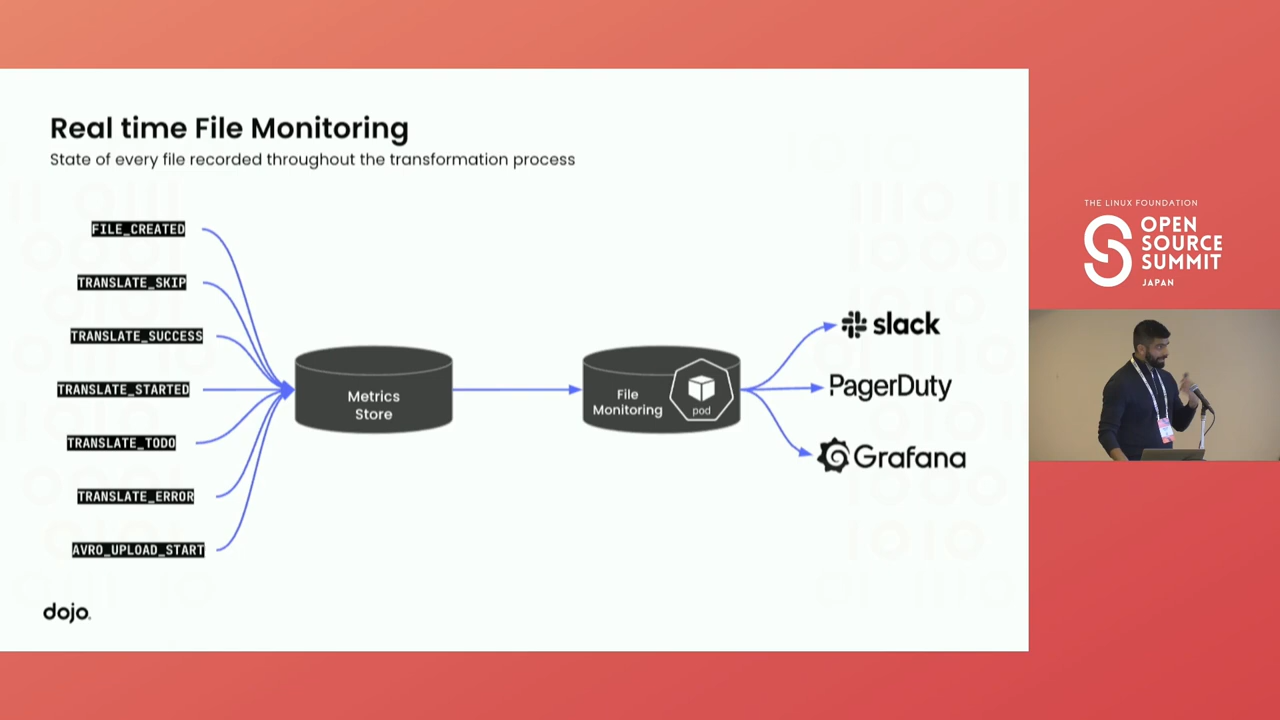 Real time File Monitoring
State of every file recorded throughout the transformation process
FILE_CREATED
TRANSLATE_SKIP
TRANSLATE_SUCCESS
TRANSLATE_STARTED
TRANSLATE_TODO
TRANSLATE_ERROR
AVRO_UPLOAD_START
Metrics
Store
File
Monitoring
pod
slack
PagerDuty
Grafana
dojo.
THE LINUX FOUNDATION
OPEN
SOURCE
SUMMIT
JAPAN